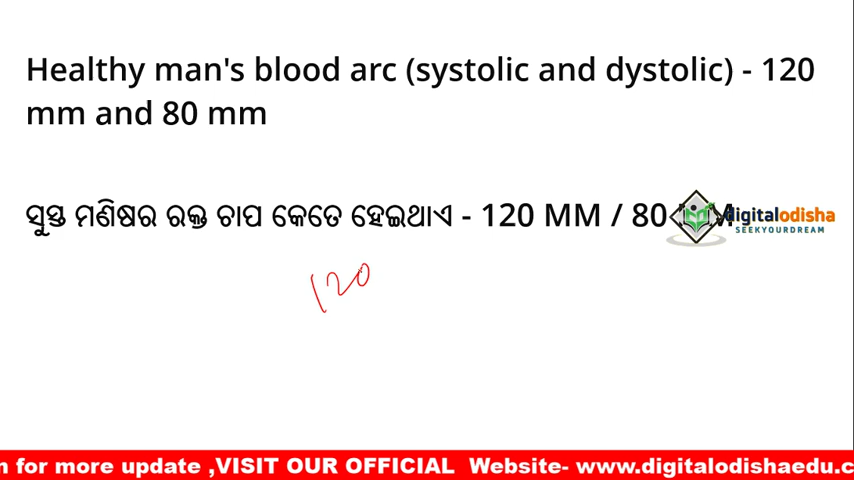 Healthy man's blood arc (systolic and dystolic) - 120
mm and 80 mm
ସୁସ୍ଥ ମଣିଷର ରକ୍ତ ଚାପ କେତେ ହେଇଥାଏ - 120 MM / 80 M
digitalodisha
SEEKYOURDREAM
120
n for more update ,VISIT OUR OFFICIAL Website- www.digitalodishaedu.c